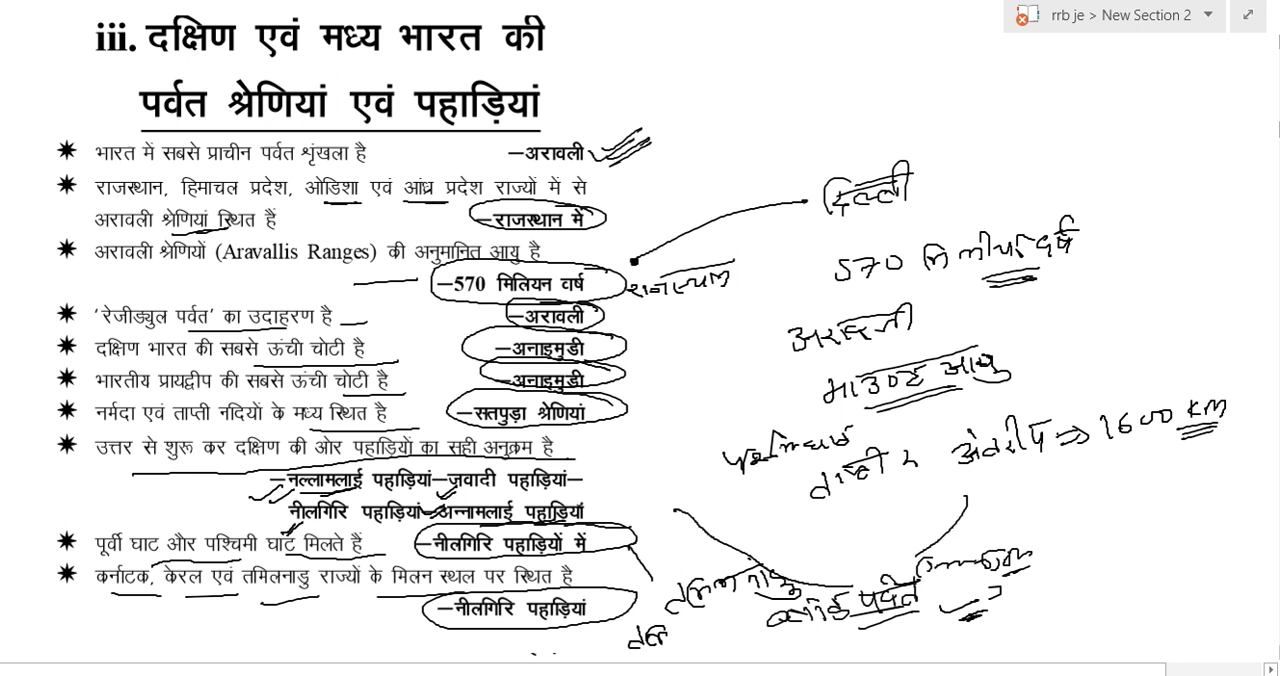 rrb je > New Section 2
iii. दक्षिण एवं मध्य भारत की
पर्वत श्रेणियां एवं पहाड़ियां
✷ भारत में सबसे प्राचीन पर्वत शृंखला है –अरावली
✷ राजस्थान, हिमाचल प्रदेश, ओडिशा एवं आंध्र प्रदेश राज्यों में से
अरावली श्रेणियां स्थित हैं –राजस्थान में
✷ अरावली श्रेणियों (Aravallis Ranges) की अनुमानित आयु है
–570 मिलियन वार्ष
✷ ‘रेजीड्युल पर्वत’ का उदाहरण है –अरावली
✷ दक्षिण भारत की सबसे ऊंची चोटी है –अनाइमुडी
✷ भारतीय प्रायद्वीप की सबसे ऊंची चोटी है –अनाइमुडी
✷ नर्मदा एवं ताप्ती नदियों के मध्य स्थित है –सतपुड़ा श्रेणियां
✷ उत्तर से शुरू कर दक्षिण की ओर पहाड़ियों का सही अनुक्रम है
–नल्लामलाई पहाड़ियां–जवादी पहाड़ियां–
नीलगिरि पहाड़ियां–अन्नामलाई पहाड़ियां
✷ पूर्वी घाट और पश्चिमी घाट मिलते हैं –नीलगिरि पहाड़ियों में
✷ कर्नाटक, केरल एवं तमिलनाडु राज्यों के मिलन स्थल पर स्थित है
–नीलगिरि पहाड़ियां
दिल्ली
570 वर्ष
अरावली
माउण्ट आबू
ताप्ती ⇒ 1600 KM
तमिलनाडु
पर्वत